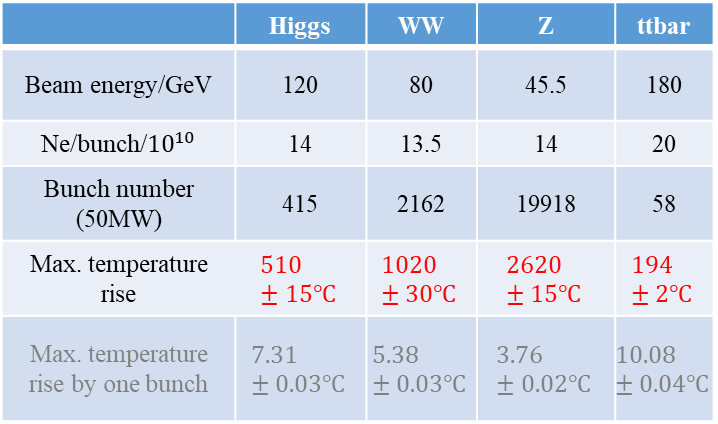 Higgs WW Z ttbar
Beam energy/GeV 120 80 45.5 180
Ne/bunch/10¹⁰ 14 13.5 14 20
Bunch number
(50MW) 415 2162 19918 58
Max. temperature
rise 510 1020 2620 194
± 15℃ ± 30℃ ± 15℃ ± 2℃
Max. temperature
rise by one bunch 7.31 5.38 3.76 10.08
± 0.03℃ ± 0.03℃ ± 0.02℃ ± 0.04℃